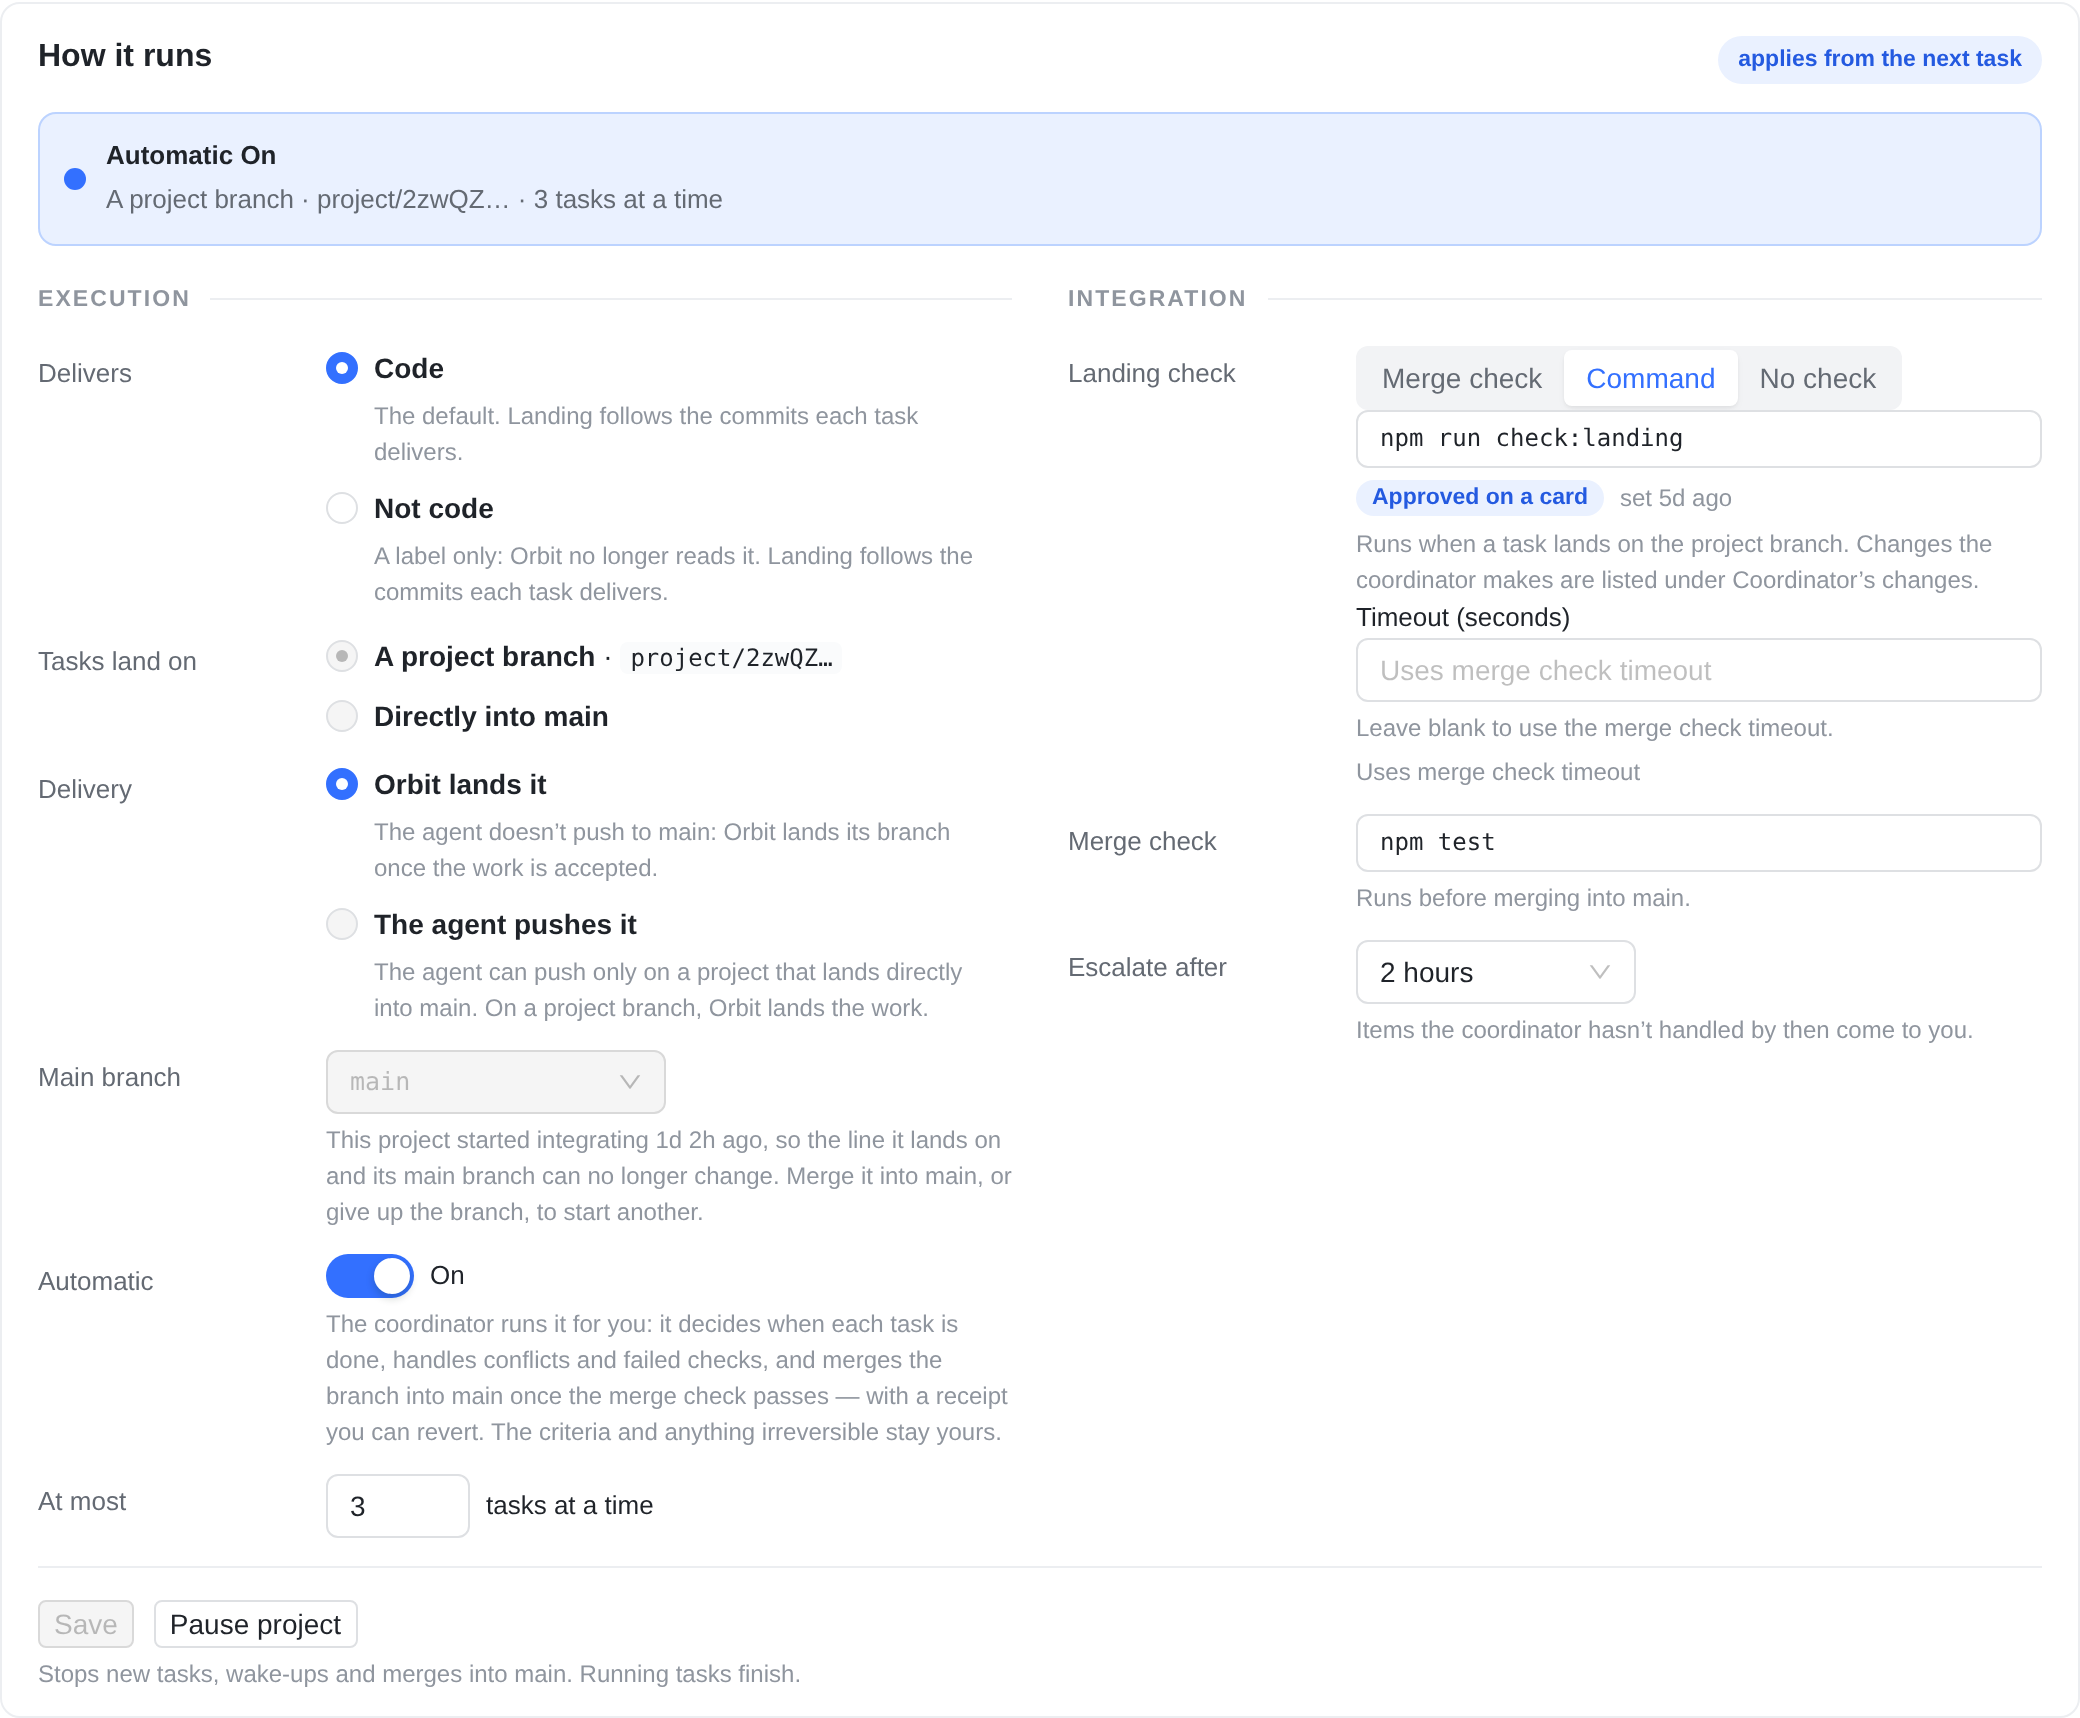 How it runs
applies from the next task
Automatic On
A project branch · project/2zwQZ… · 3 tasks at a time
EXECUTION
Delivers
Code
The default. Landing follows the commits each task
delivers.
Not code
A label only: Orbit no longer reads it. Landing follows the
commits each task delivers.
Tasks land on
A project branch · project/2zwQZ…
Directly into main
Delivery
Orbit lands it
The agent doesn’t push to main: Orbit lands its branch
once the work is accepted.
The agent pushes it
The agent can push only on a project that lands directly
into main. On a project branch, Orbit lands the work.
Main branch
main
This project started integrating 1d 2h ago, so the line it lands on
and its main branch can no longer change. Merge it into main, or
give up the branch, to start another.
Automatic
On
The coordinator runs it for you: it decides when each task is
done, handles conflicts and failed checks, and merges the
branch into main once the merge check passes — with a receipt
you can revert. The criteria and anything irreversible stay yours.
At most
3
tasks at a time
INTEGRATION
Landing check
Merge check
Command
No check
npm run check:landing
Approved on a card
set 5d ago
Runs when a task lands on the project branch. Changes the
coordinator makes are listed under Coordinator’s changes.
Timeout (seconds)
Uses merge check timeout
Leave blank to use the merge check timeout.
Uses merge check timeout
Merge check
npm test
Runs before merging into main.
Escalate after
2 hours
Items the coordinator hasn’t handled by then come to you.
Save
Pause project
Stops new tasks, wake-ups and merges into main. Running tasks finish.